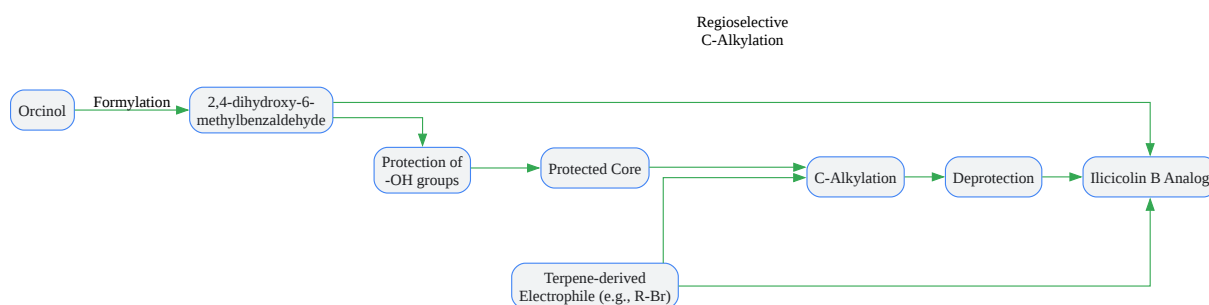 Regioselective
C-Alkylation
Orcinol
Formylation
2,4-dihydroxy-6-
methylbenzaldehyde
Protection of
-OH groups
Protected Core
C-Alkylation
Deprotection
Ilicicolin B Analog
Terpene-derived
Electrophile (e.g., R-Br)